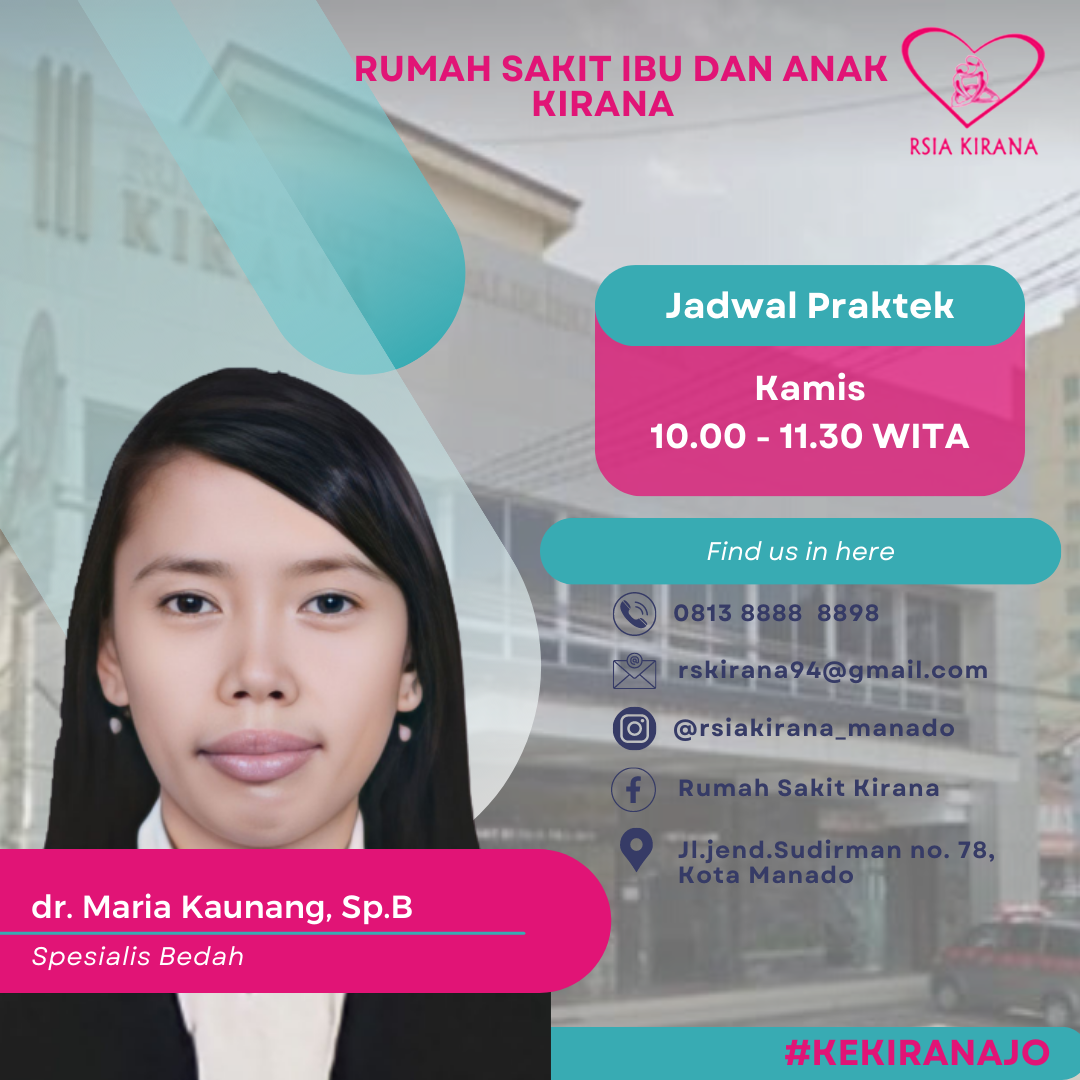 RUMAH SAKIT IBU DAN ANAK
KIRANA
RSIA KIRANA
KIRANA
Jadwal Praktek
Kamis
10.00 - 11.30 WITA
Find us in here
0813 8888 8898
rskirana94@gmail.com
@rsiakirana_manado
Rumah Sakit Kirana
Jl.jend.Sudirman no. 78,
Kota Manado
dr. Maria Kaunang, Sp.B
Spesialis Bedah
#KEKIRANAJO